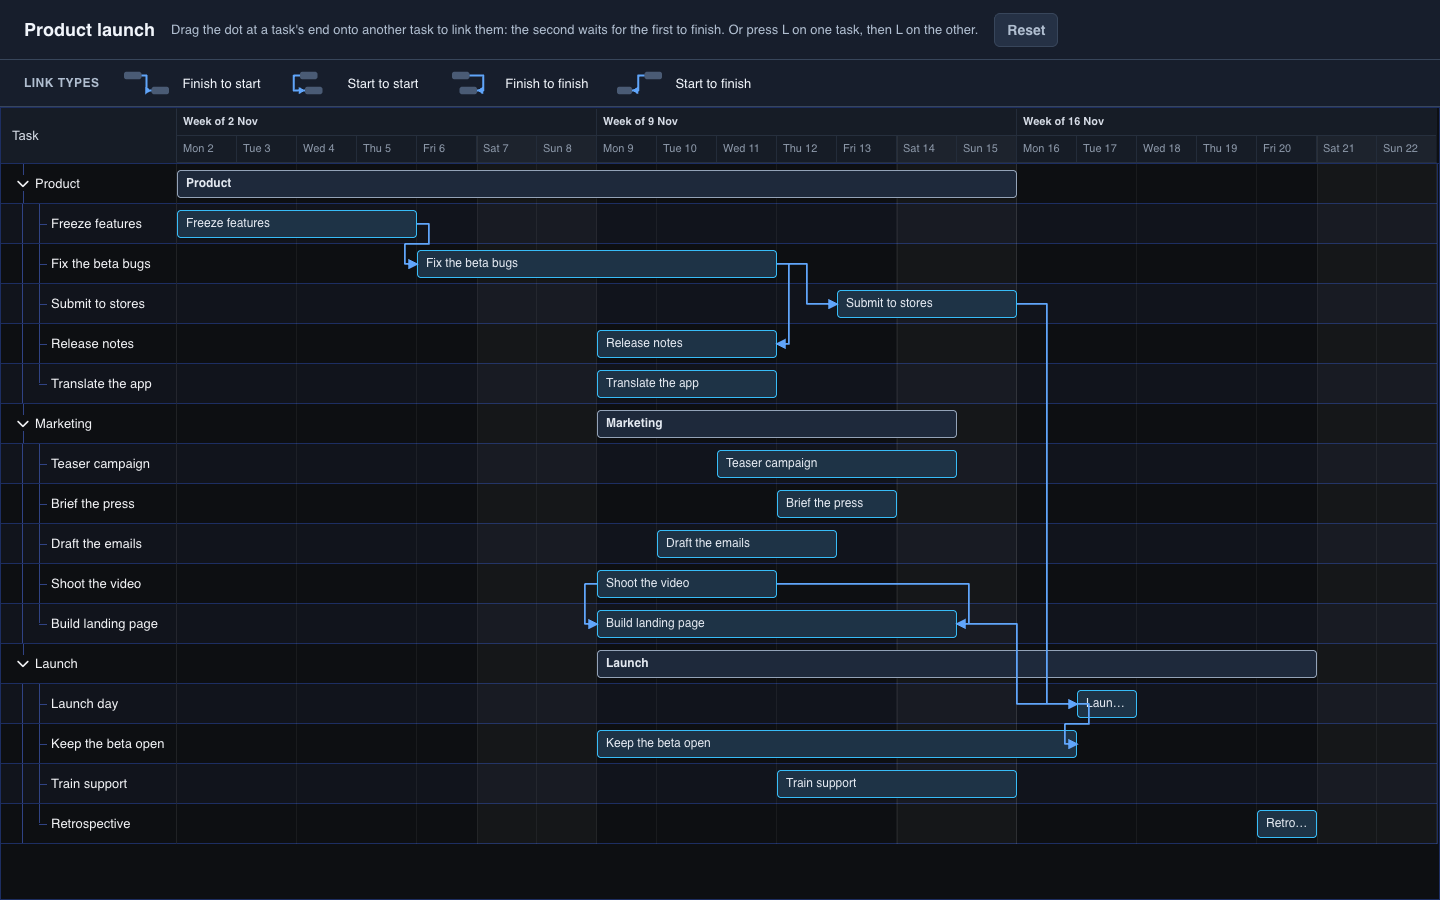 Product launch
Drag the dot at a task's end onto another task to link them: the second waits for the first to finish. Or press L on one task, then L on the other.
Reset
LINK TYPES
Finish to start
Start to start
Finish to finish
Start to finish
Task
Week of 2 Nov
Week of 9 Nov
Week of 16 Nov
Mon 2
Tue 3
Wed 4
Thu 5
Fri 6
Sat 7
Sun 8
Mon 9
Tue 10
Wed 11
Thu 12
Fri 13
Sat 14
Sun 15
Mon 16
Tue 17
Wed 18
Thu 19
Fri 20
Sat 21
Sun 22
Product
Product
Freeze features
Freeze features
Fix the beta bugs
Fix the beta bugs
Submit to stores
Submit to stores
Release notes
Release notes
Translate the app
Translate the app
Marketing
Marketing
Teaser campaign
Teaser campaign
Brief the press
Brief the press
Draft the emails
Draft the emails
Shoot the video
Shoot the video
Build landing page
Build landing page
Launch
Launch
Launch day
Laun…
Keep the beta open
Keep the beta open
Train support
Train support
Retrospective
Retro…